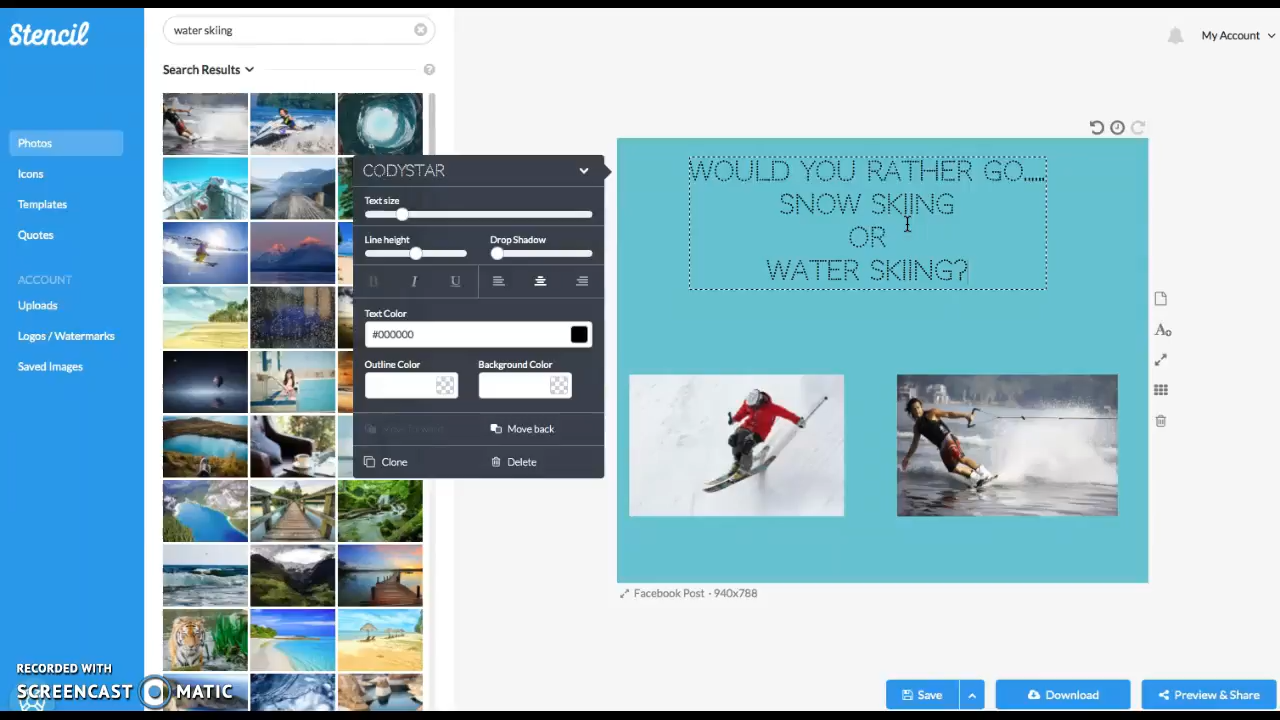 Stencil
water skiing
My Account
Search Results
?
Photos
Icons
Templates
Quotes
ACCOUNT
Uploads
Logos / Watermarks
Saved Images
CODYSTAR
Text size
Line height
Drop Shadow
B
I
U
Text Color
#000000
Outline Color
Background Color
Move back
Clone
Delete
WOULD YOU RATHER GO.....
SNOW SKIING
OR
WATER SKIING?
Facebook Post - 940x788
RECORDED WITH
SCREENCAST MATIC
Save
Download
Preview & Share